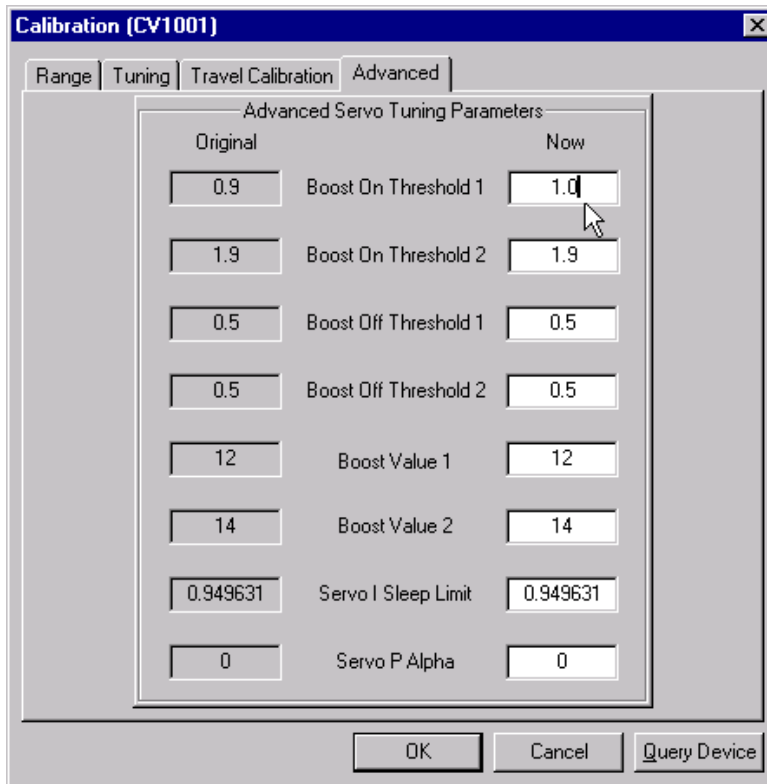 Calibration (CV1001)
Range Tuning Travel Calibration Advanced
Advanced Servo Tuning Parameters
Original Now
0.9 Boost On Threshold 1 1.0
1.9 Boost On Threshold 2 1.9
0.5 Boost Off Threshold 1 0.5
0.5 Boost Off Threshold 2 0.5
12 Boost Value 1 12
14 Boost Value 2 14
0.949631 Servo I Sleep Limit 0.949631
0 Servo P Alpha 0
OK Cancel Query Device